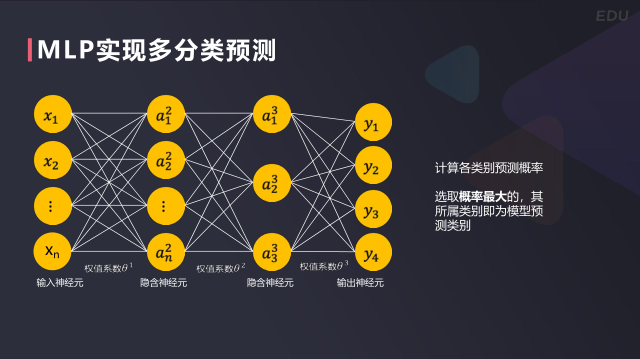 EDU
MLP实现多分类预测
x₁ a₁² a₁³ y₁
x₂ a₂² a₂³ y₂
⋮ ⋮ y₃
xₙ aₙ² a₃³ y₄
权值系数θ¹ 权值系数θ² 权值系数θ³
输入神经元 隐含神经元 隐含神经元 输出神经元
计算各类别预测概率
选取概率最大的，其
所属类别即为模型预
测类别